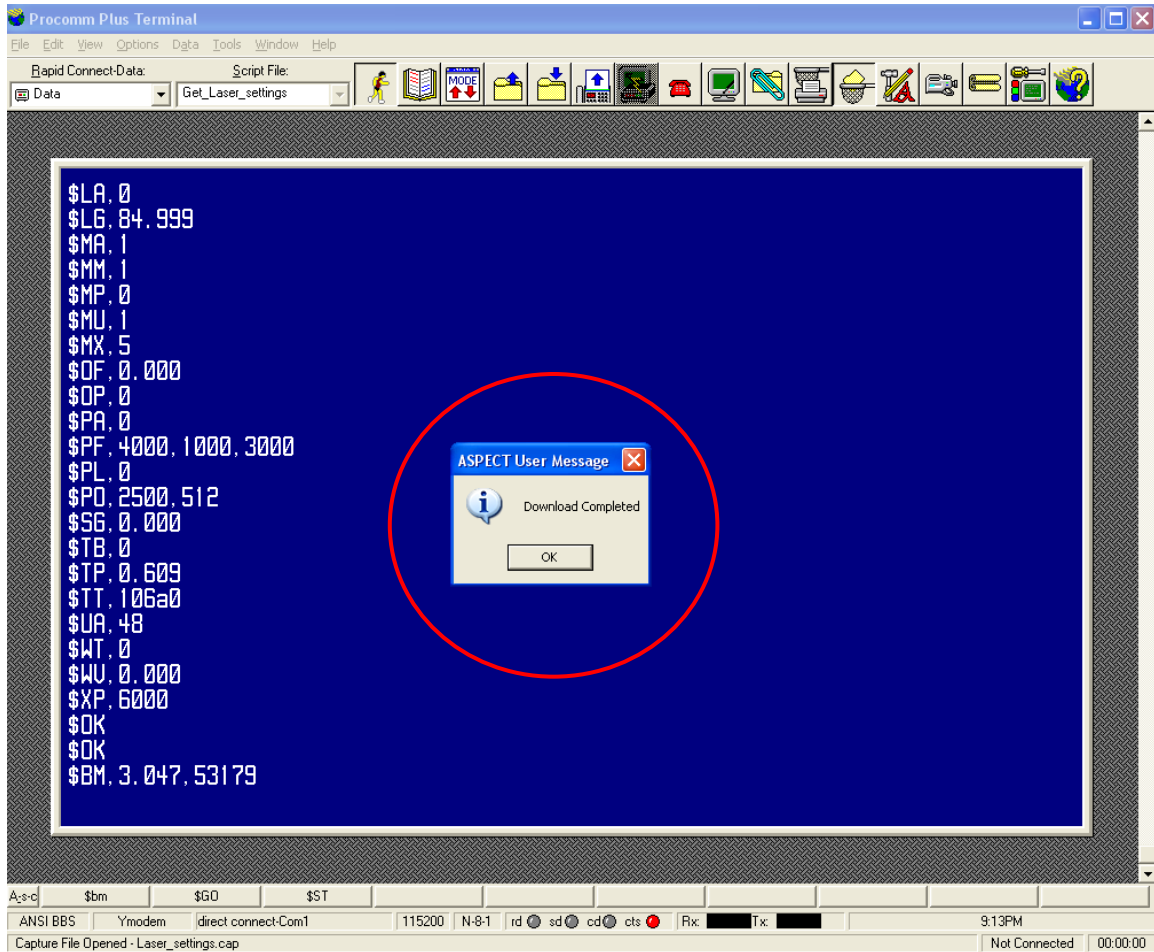 Procomm Plus Terminal
File Edit View Options Data Tools Window Help
Rapid Connect-Data: Script File:
Data Get_Laser_settings
MODE
$LA,0
$LG,84.999
$MA,1
$MM,1
$MP,0
$MU,1
$MX,5
$OF,0.000
$OP,0
$PA,0
$PF,4000,1000,3000
$PL,0
$PO,2500,512
$SG,0.000
$TB,0
$TP,0.609
$TT,106a0
$UA,48
$WT,0
$WU,0.000
$XP,6000
$OK
$OK
$BM,3.047,53179
ASPECT User Message
Download Completed
OK
A-s-c $bm $GO $ST
ANSI BBS Ymodem direct connect-Com1 115200 N-8-1 rd sd cd cts Rx: Tx: 9:13PM
Capture File Opened - Laser_settings.cap Not Connected 00:00:00